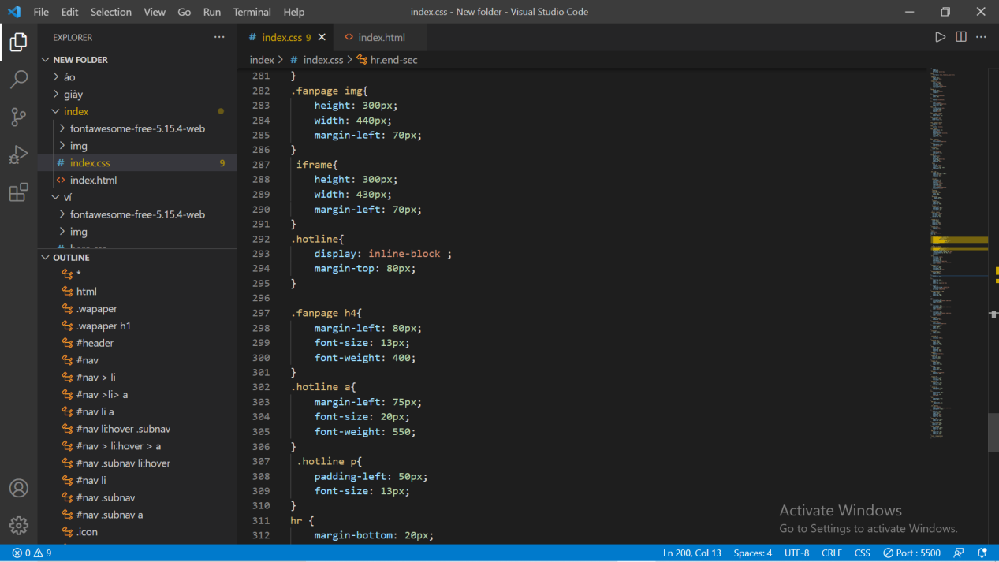 File Edit Selection View Go Run Terminal Help index.css - New folder - Visual Studio Code
EXPLORER
NEW FOLDER
áo
giày
index
fontawesome-free-5.15.4-web
img
# index.css 9
<> index.html
ví
fontawesome-free-5.15.4-web
img
OUTLINE
*
html
.wapaper
.wapaper h1
#header
#nav
#nav > li
#nav >li> a
#nav li a
#nav li:hover .subnav
#nav > li:hover > a
#nav .subnav li:hover
#nav li
#nav .subnav
#nav .subnav a
.icon
# index.css 9 <> index.html
index > # index.css > hr.end-sec
281 }
282 .fanpage img{
283 height: 300px;
284 width: 440px;
285 margin-left: 70px;
286 }
287 iframe{
288 height: 300px;
289 width: 430px;
290 margin-left: 70px;
291 }
292 .hotline{
293 display: inline-block ;
294 margin-top: 80px;
295 }
296
297 .fanpage h4{
298 margin-left: 80px;
299 font-size: 13px;
300 font-weight: 400;
301 }
302 .hotline a{
303 margin-left: 75px;
304 font-size: 20px;
305 font-weight: 550;
306 }
307 .hotline p{
308 padding-left: 50px;
309 font-size: 13px;
310 }
311 hr {
312 margin-bottom: 20px;
Activate Windows
Go to Settings to activate Windows.
0 9 Ln 200, Col 13 Spaces: 4 UTF-8 CRLF CSS Port : 5500